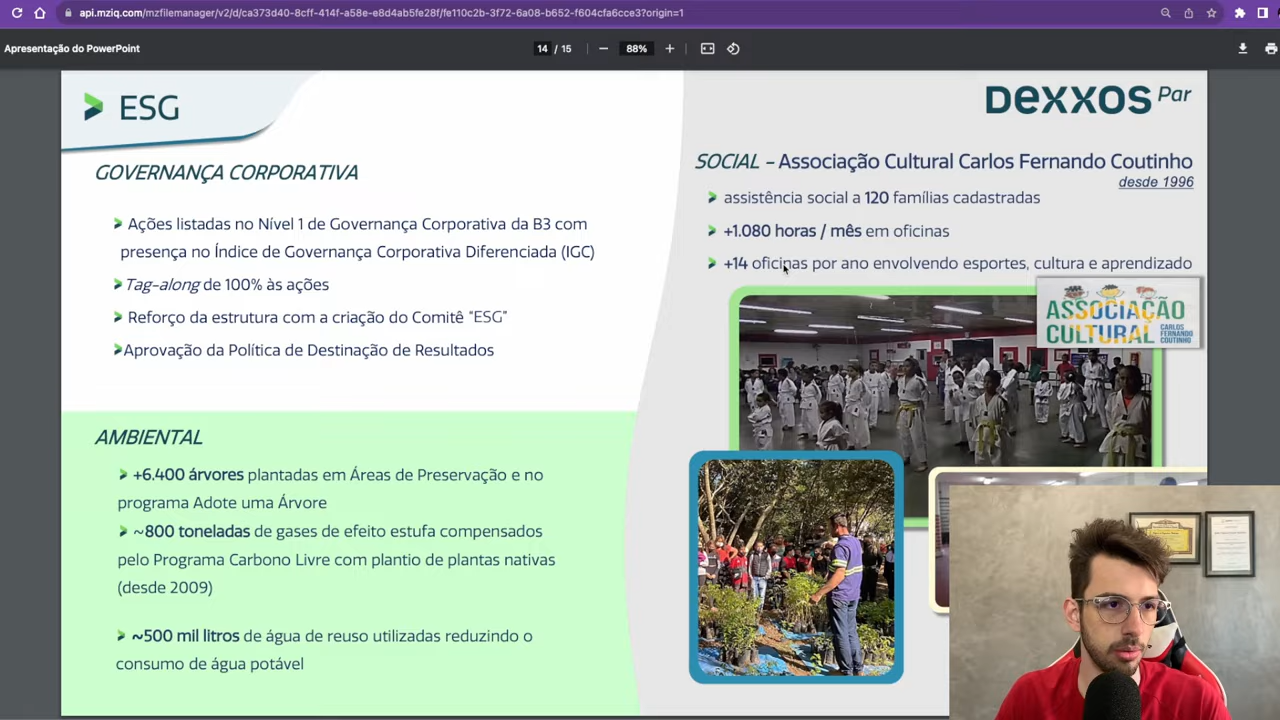 api.mziq.com/mzfilemanager/v2/d/ca373d40-8cff-414f-a58e-e8d4ab5fe28f/fe110c2b-3f72-6a08-b652-f604cfa6cce3?origin=1
Apresentação do PowerPoint
14 / 15
88%
ESG
DEXXOS Par
GOVERNANÇA CORPORATIVA
Ações listadas no Nível 1 de Governança Corporativa da B3 com
presença no Índice de Governança Corporativa Diferenciada (IGC)
Tag-along de 100% às ações
Reforço da estrutura com a criação do Comitê “ESG”
Aprovação da Política de Destinação de Resultados
AMBIENTAL
+6.400 árvores plantadas em Áreas de Preservação e no
programa Adote uma Árvore
~800 toneladas de gases de efeito estufa compensados
pelo Programa Carbono Livre com plantio de plantas nativas
(desde 2009)
~500 mil litros de água de reuso utilizadas reduzindo o
consumo de água potável
SOCIAL – Associação Cultural Carlos Fernando Coutinho
desde 1996
assistência social a 120 famílias cadastradas
+1.080 horas / mês em oficinas
+14 oficinas por ano envolvendo esportes, cultura e aprendizado
ASSOCIAÇÃO
CULTURAL
CARLOS
FERNANDO
COUTINHO